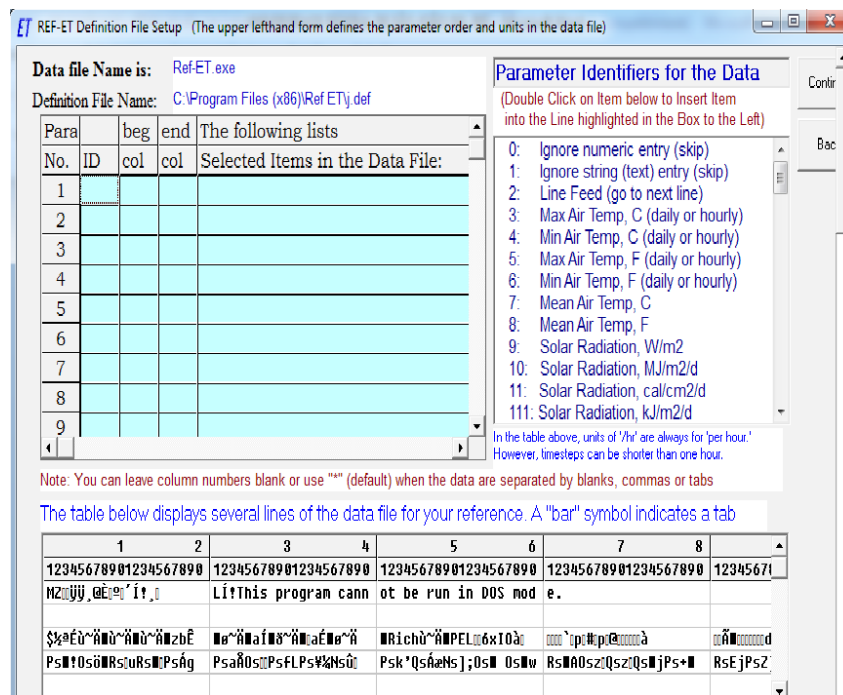 ET REF-ET Definition File Setup (The upper lefthand form defines the parameter order and units in the data file)
Data file Name is: Ref-ET.exe
Definition File Name: C:\Program Files (x86)\Ref ET\j.def
Para beg end The following lists
No. ID col col Selected Items in the Data File:
1
2
3
4
5
6
7
8
9
Parameter Identifiers for the Data
(Double Click on Item below to Insert Item
into the Line highlighted in the Box to the Left)
0: Ignore numeric entry (skip)
1: Ignore string (text) entry (skip)
2: Line Feed (go to next line)
3: Max Air Temp, C (daily or hourly)
4: Min Air Temp, C (daily or hourly)
5: Max Air Temp, F (daily or hourly)
6: Min Air Temp, F (daily or hourly)
7: Mean Air Temp, C
8: Mean Air Temp, F
9: Solar Radiation, W/m2
10: Solar Radiation, MJ/m2/d
11: Solar Radiation, cal/cm2/d
111: Solar Radiation, kJ/m2/d
In the table above, units of '/hr' are always for 'per hour.'
However, timesteps can be shorter than one hour.
Contin
Bac
Note: You can leave column numbers blank or use "*" (default) when the data are separated by blanks, commas or tabs
The table below displays several lines of the data file for your reference. A "bar" symbol indicates a tab
1 2 3 4 5 6 7 8
12345678901234567890 12345678901234567890 12345678901234567890 12345678901234567890 1234567
LÍ!This program cann ot be run in DOS mod e.